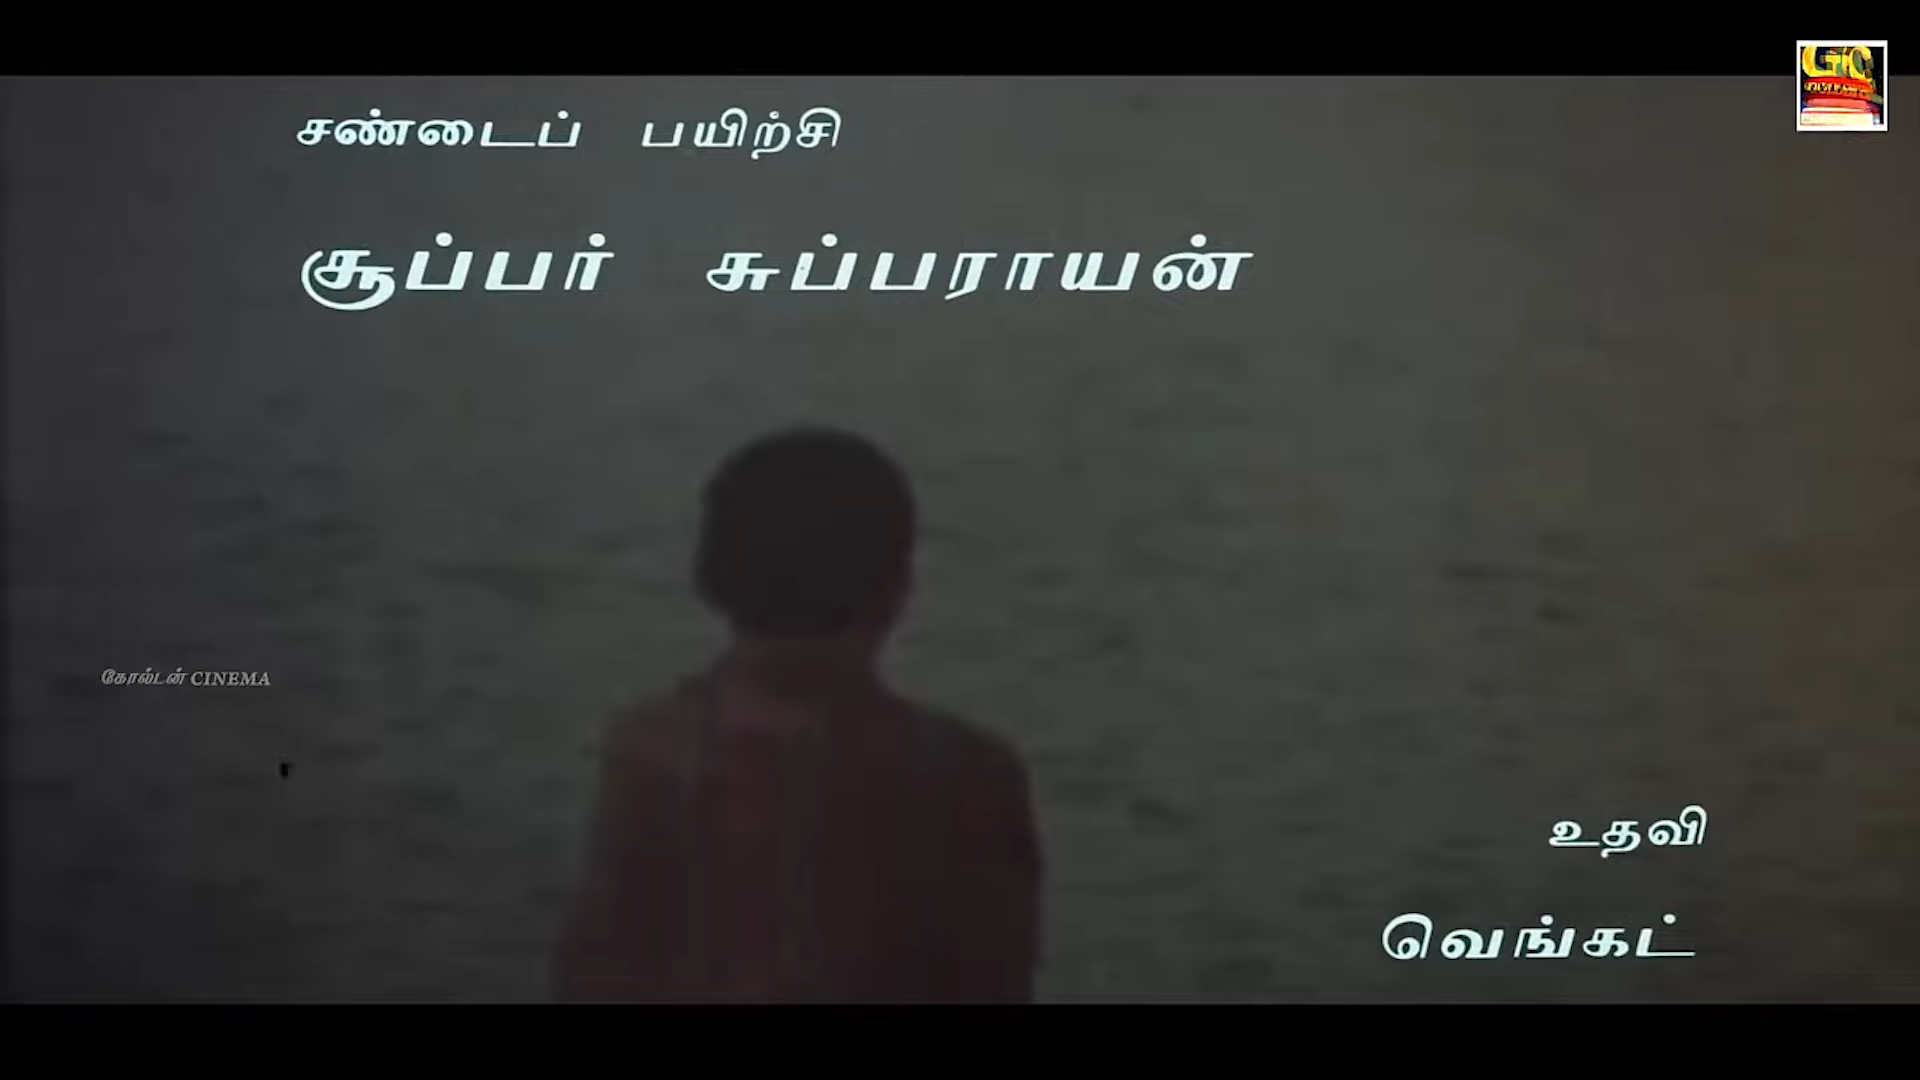 சண்டைப் பயிற்சி
சூப்பர் சுப்பராயன்
கோல்டன் CINEMA
உதவி
வெங்கட்